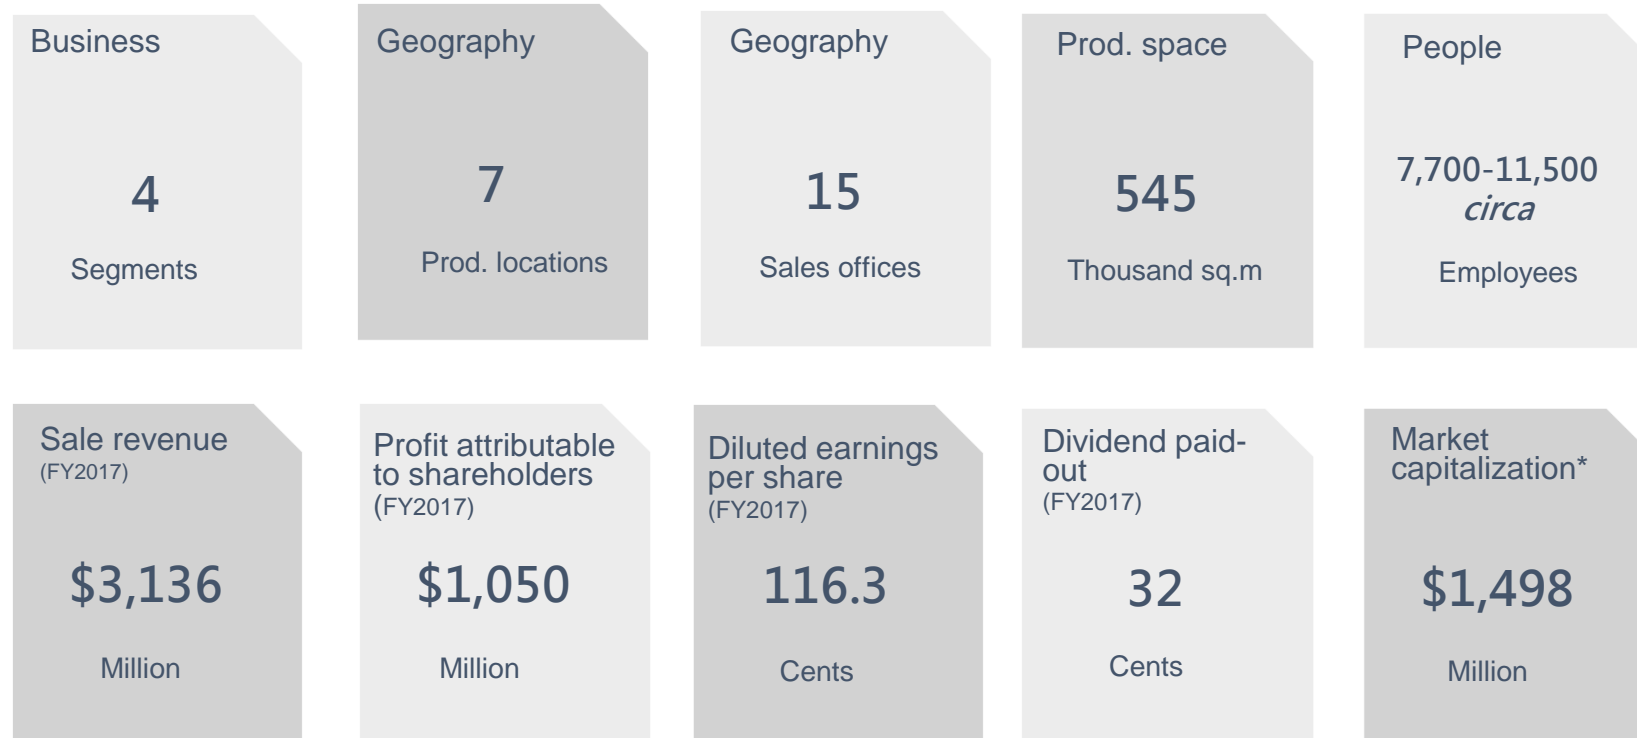 Business
4
Segments
Geography
7
Prod. locations
Geography
15
Sales offices
Prod. space
545
Thousand sq.m
People
7,700-11,500
circa
Employees
Sale revenue
(FY2017)
$3,136
Million
Profit attributable
to shareholders
(FY2017)
$1,050
Million
Diluted earnings
per share
(FY2017)
116.3
Cents
Dividend paid-
out
(FY2017)
32
Cents
Market
capitalization*
$1,498
Million